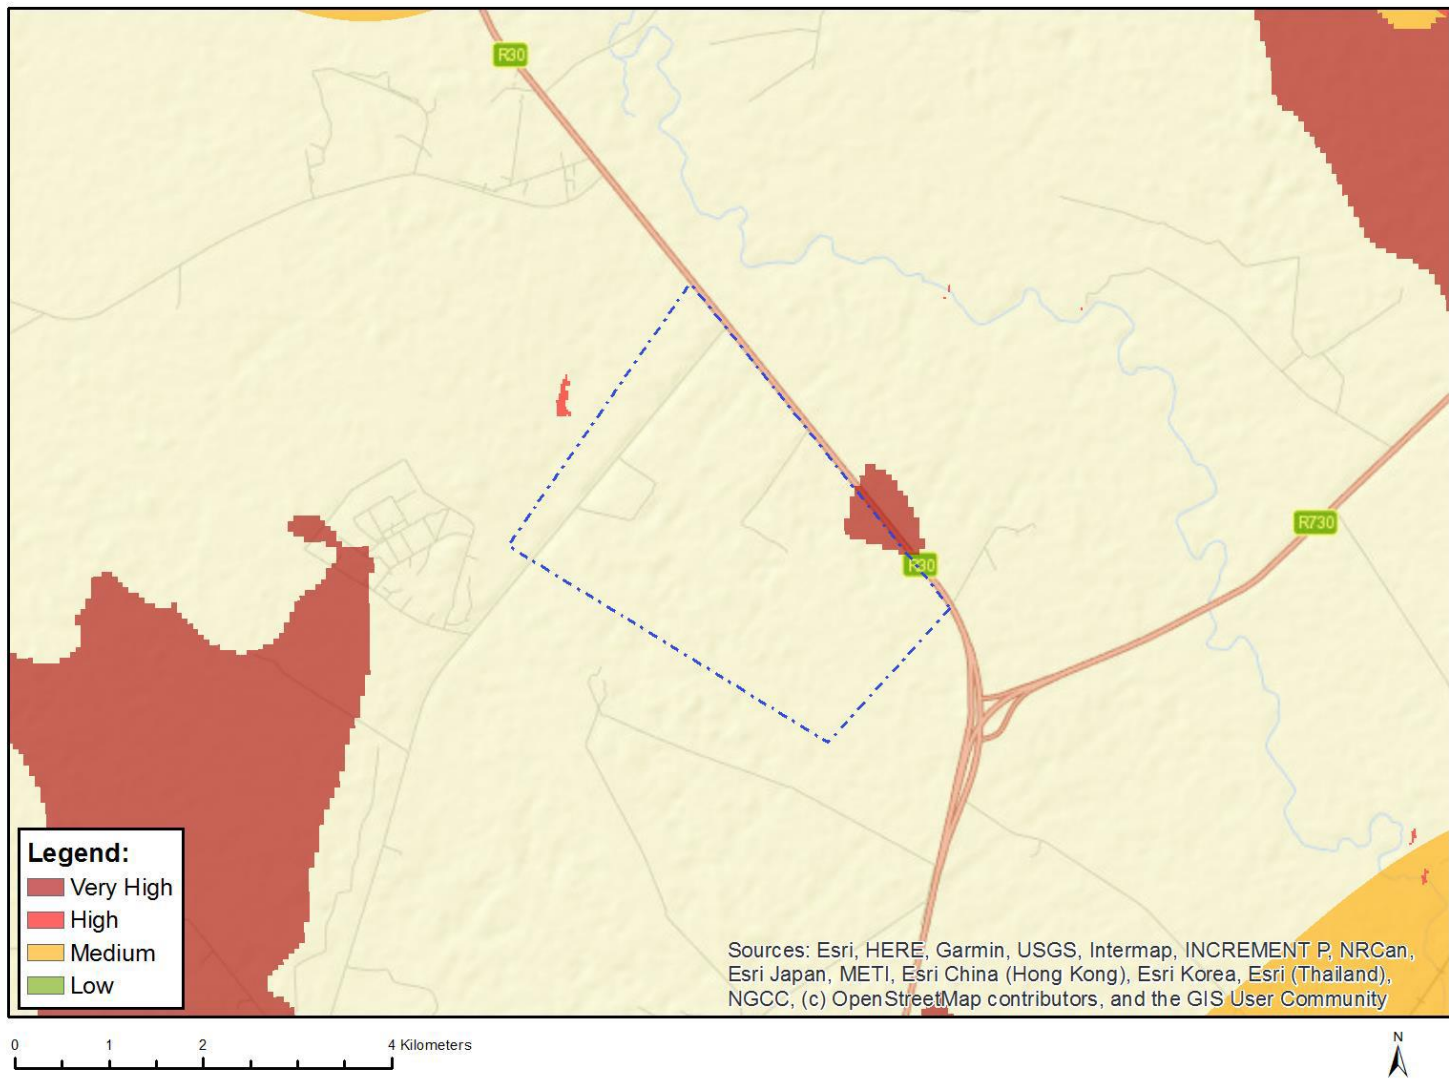 R30
R730
R30
Legend:
Very High
High
Medium
Low
Sources: Esri, HERE, Garmin, USGS, Intermap, INCREMENT P, NRCan,
Esri Japan, METI, Esri China (Hong Kong), Esri Korea, Esri (Thailand),
NGCC, (c) OpenStreetMap contributors, and the GIS User Community
0 1 2 4 Kilometers
N